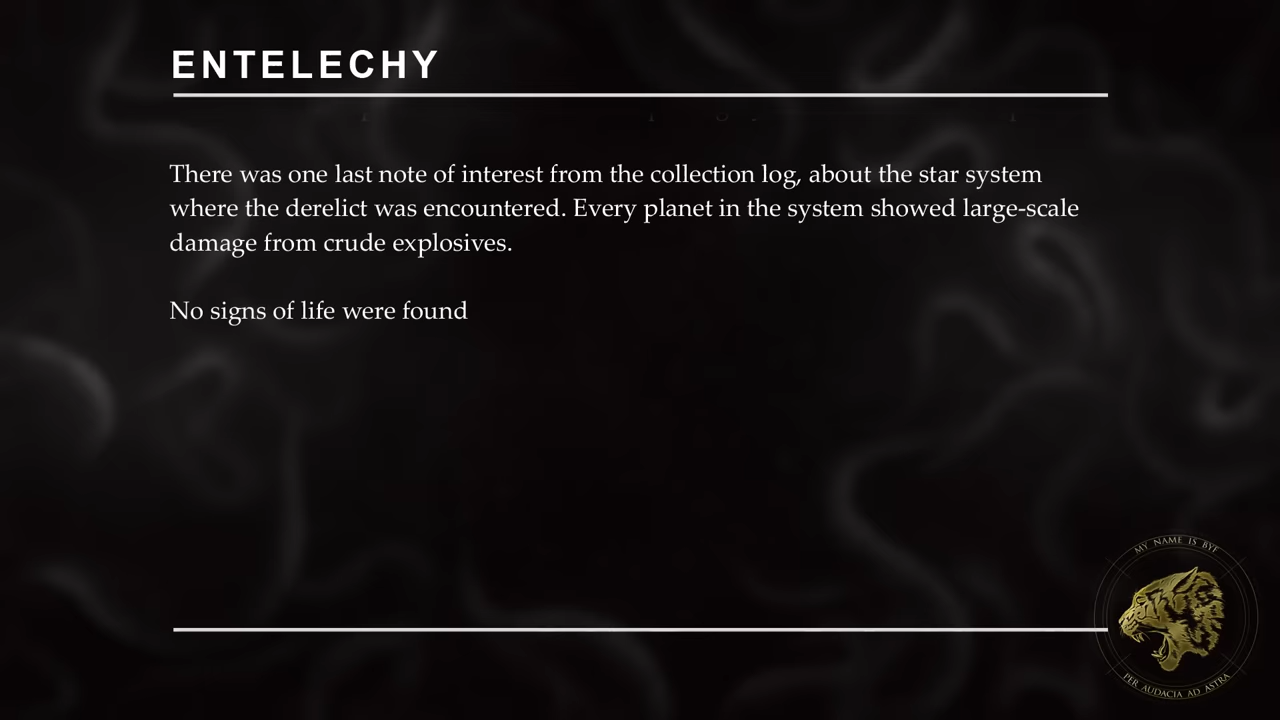 ENTELECHY
There was one last note of interest from the collection log, about the star system
where the derelict was encountered. Every planet in the system showed large-scale
damage from crude explosives.
No signs of life were found
MY NAME IS BYF
PER AUDACIA AD ASTRA